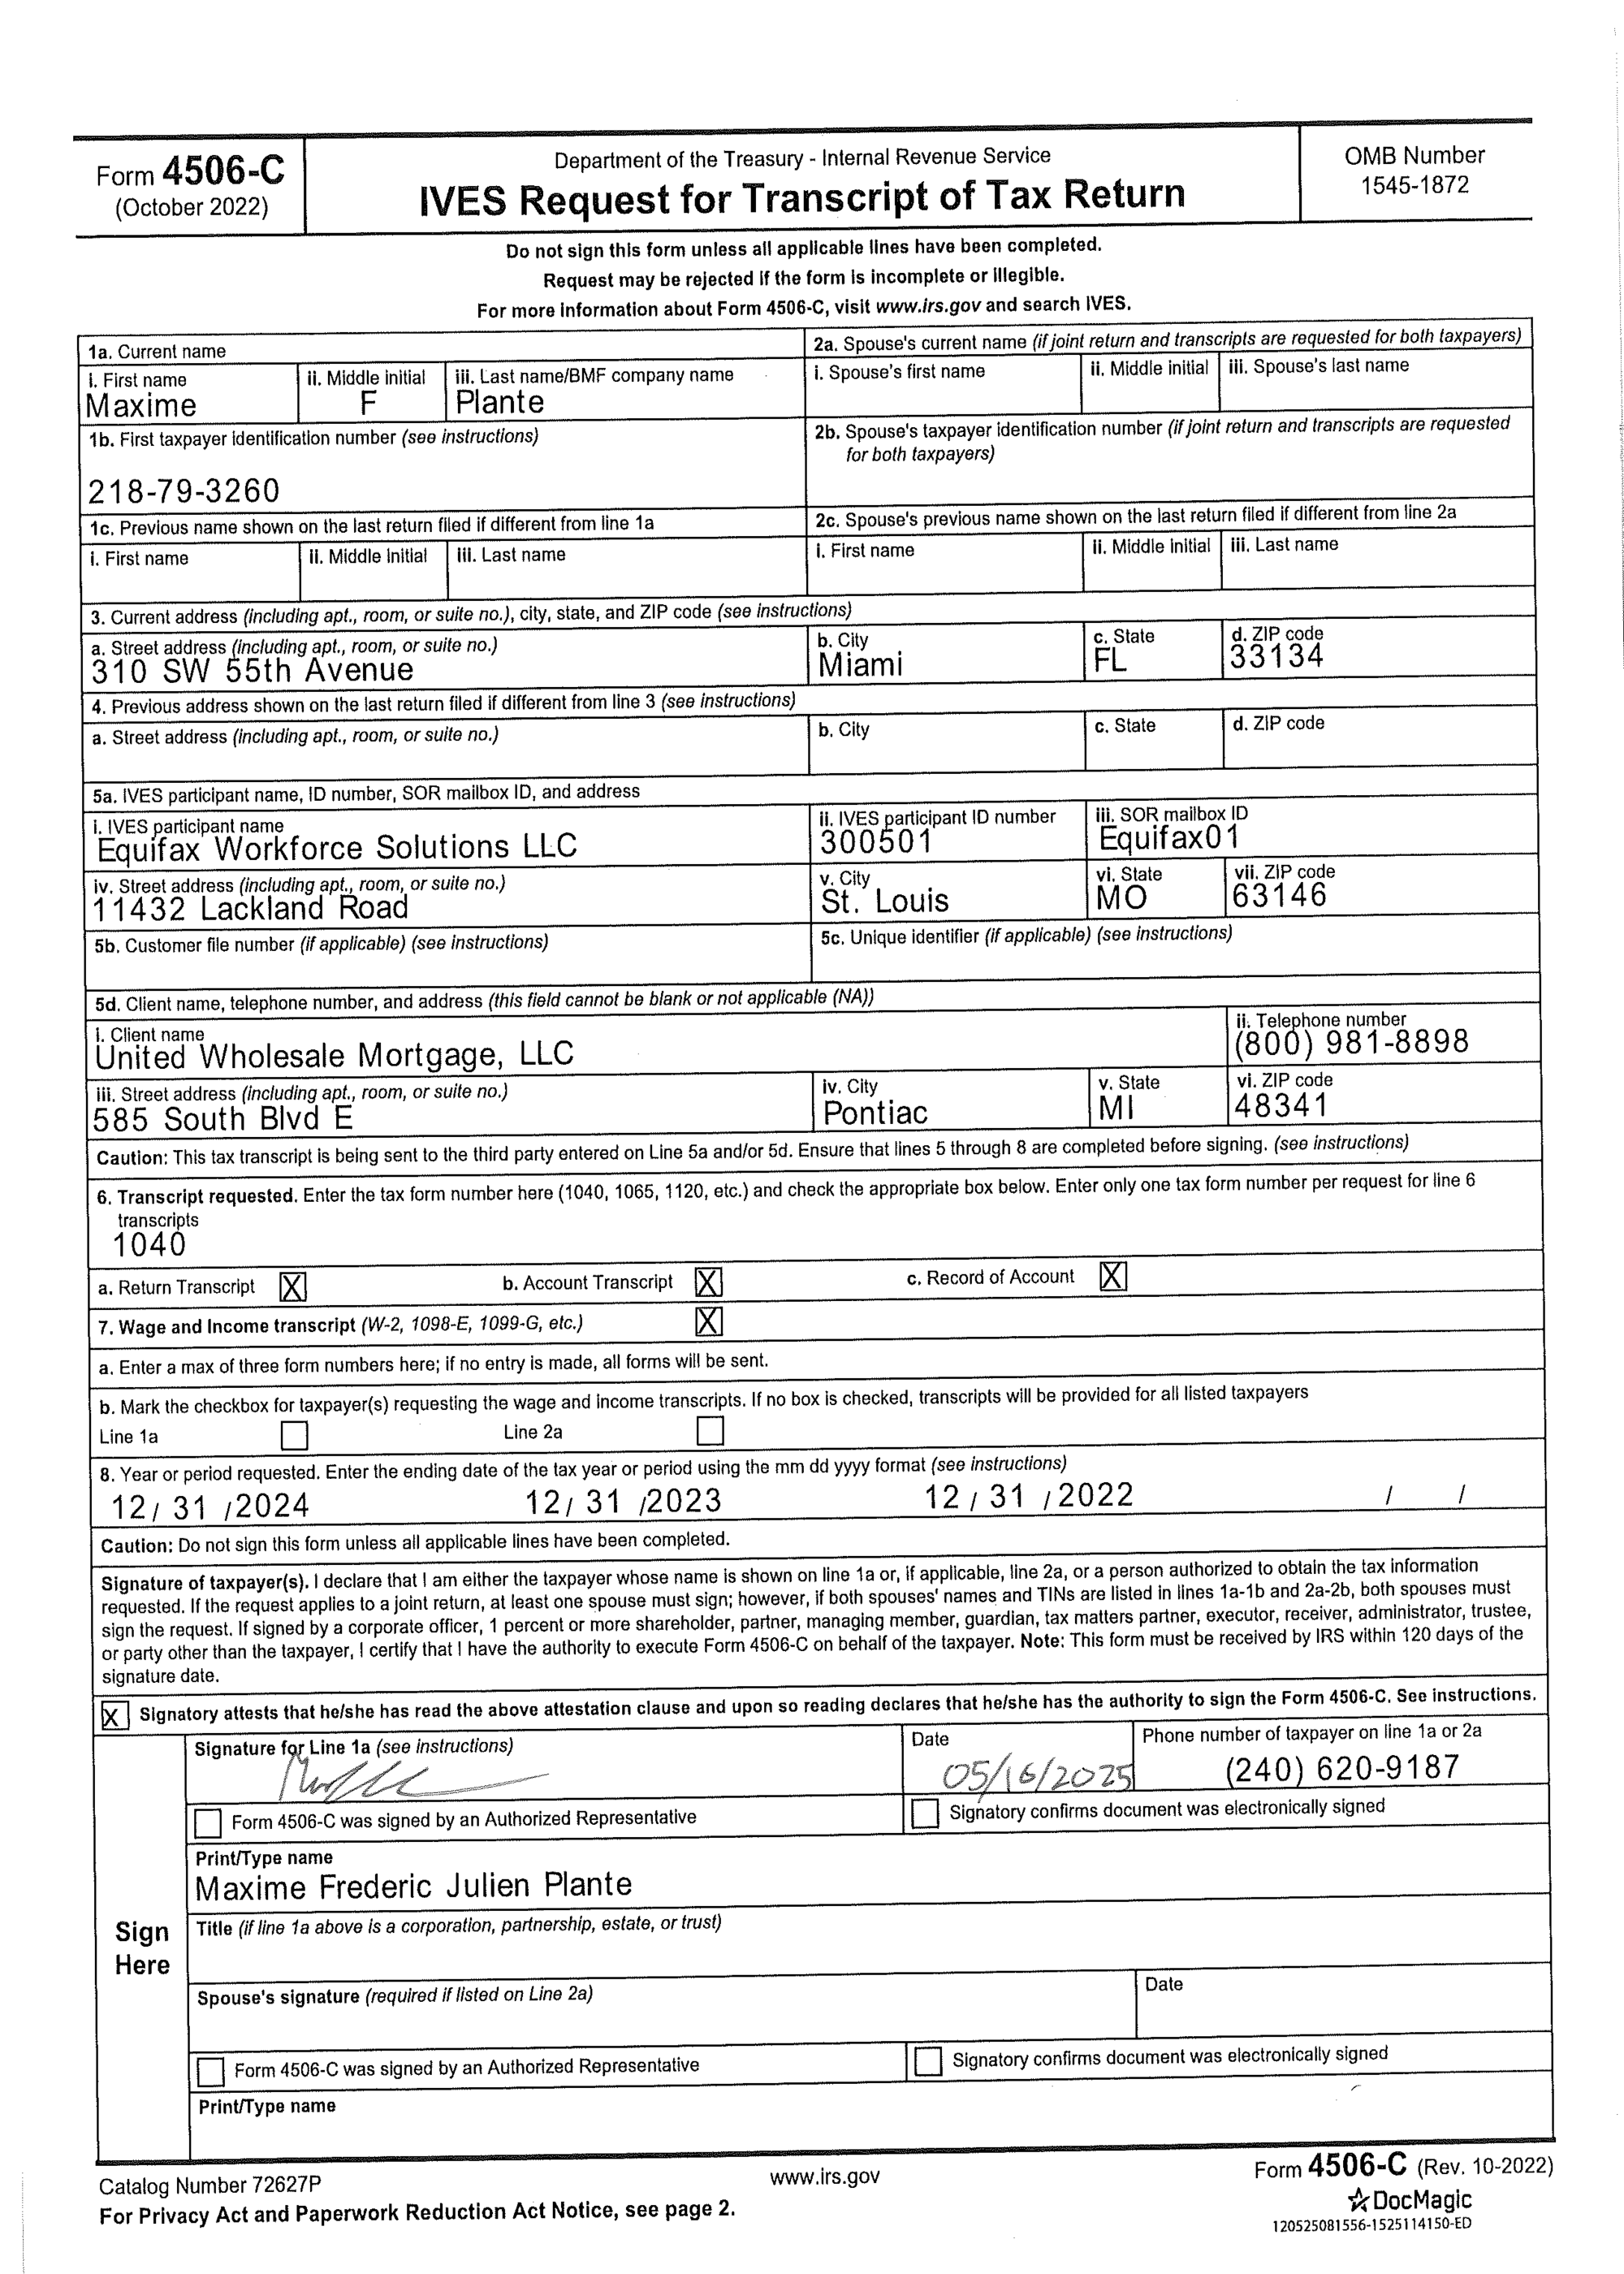 Form 4506-C
(October 2022)
Department of the Treasury - Internal Revenue Service
IVES Request for Transcript of Tax Return
OMB Number
1545-1872
Do not sign this form unless all applicable lines have been completed.
Request may be rejected if the form is incomplete or illegible.
For more information about Form 4506-C, visit www.irs.gov and search IVES.
1a. Current name
2a. Spouse's current name (if joint return and transcripts are requested for both taxpayers)
i. First name
ii. Middle initial
iii. Last name/BMF company name
i. Spouse's first name
ii. Middle initial
iii. Spouse's last name
Maxime
F
Plante
1b. First taxpayer identification number (see instructions)
2b. Spouse's taxpayer identification number (if joint return and transcripts are requested
for both taxpayers)
218-79-3260
1c. Previous name shown on the last return filed if different from line 1a
2c. Spouse's previous name shown on the last return filed if different from line 2a
i. First name
ii. Middle initial
iii. Last name
i. First name
ii. Middle initial
iii. Last name
3. Current address (including apt., room, or suite no.), city, state, and ZIP code (see instructions)
a. Street address (including apt., room, or suite no.)
b. City
c. State
d. ZIP code
310 SW 55th Avenue
Miami
FL
33134
4. Previous address shown on the last return filed if different from line 3 (see instructions)
a. Street address (including apt., room, or suite no.)
b. City
c. State
d. ZIP code
5a. IVES participant name, ID number, SOR mailbox ID, and address
i. IVES participant name
ii. IVES participant ID number
iii. SOR mailbox ID
Equifax Workforce Solutions LLC
300501
Equifax01
iv. Street address (including apt., room, or suite no.)
v. City
vi. State
vii. ZIP code
11432 Lackland Road
St. Louis
MO
63146
5b. Customer file number (if applicable) (see instructions)
5c. Unique identifier (if applicable) (see instructions)
5d. Client name, telephone number, and address (this field cannot be blank or not applicable (NA))
i. Client name
ii. Telephone number
United Wholesale Mortgage, LLC
(800) 981-8898
iii. Street address (including apt., room, or suite no.)
iv. City
v. State
vi. ZIP code
585 South Blvd E
Pontiac
MI
48341
Caution: This tax transcript is being sent to the third party entered on Line 5a and/or 5d. Ensure that lines 5 through 8 are completed before signing. (see instructions)
6. Transcript requested. Enter the tax form number here (1040, 1065, 1120, etc.) and check the appropriate box below. Enter only one tax form number per request for line 6
transcripts
1040
a. Return Transcript X
b. Account Transcript X
c. Record of Account X
7. Wage and Income transcript (W-2, 1098-E, 1099-G, etc.) X
a. Enter a max of three form numbers here; if no entry is made, all forms will be sent.
b. Mark the checkbox for taxpayer(s) requesting the wage and income transcripts. If no box is checked, transcripts will be provided for all listed taxpayers
Line 1a
Line 2a
8. Year or period requested. Enter the ending date of the tax year or period using the mm dd yyyy format (see instructions)
12/ 31 /2024
12/ 31 /2023
12 / 31 / 2022
/ /
Caution: Do not sign this form unless all applicable lines have been completed.
Signature of taxpayer(s). I declare that I am either the taxpayer whose name is shown on line 1a or, if applicable, line 2a, or a person authorized to obtain the tax information
requested. If the request applies to a joint return, at least one spouse must sign; however, if both spouses' names and TINs are listed in lines 1a-1b and 2a-2b, both spouses must
sign the request. If signed by a corporate officer, 1 percent or more shareholder, partner, managing member, guardian, tax matters partner, executor, receiver, administrator, trustee,
or party other than the taxpayer, I certify that I have the authority to execute Form 4506-C on behalf of the taxpayer. Note: This form must be received by IRS within 120 days of the
signature date.
X Signatory attests that he/she has read the above attestation clause and upon so reading declares that he/she has the authority to sign the Form 4506-C. See instructions.
Signature for Line 1a (see instructions)
Date
Phone number of taxpayer on line 1a or 2a
05/16/2025
(240) 620-9187
Form 4506-C was signed by an Authorized Representative
Signatory confirms document was electronically signed
Print/Type name
Maxime Frederic Julien Plante
Sign
Here
Title (if line 1a above is a corporation, partnership, estate, or trust)
Spouse's signature (required if listed on Line 2a)
Date
Form 4506-C was signed by an Authorized Representative
Signatory confirms document was electronically signed
Print/Type name
Catalog Number 72627P
www.irs.gov
Form 4506-C (Rev. 10-2022)
For Privacy Act and Paperwork Reduction Act Notice, see page 2.
DocMagic
120525081556-1525114150-ED